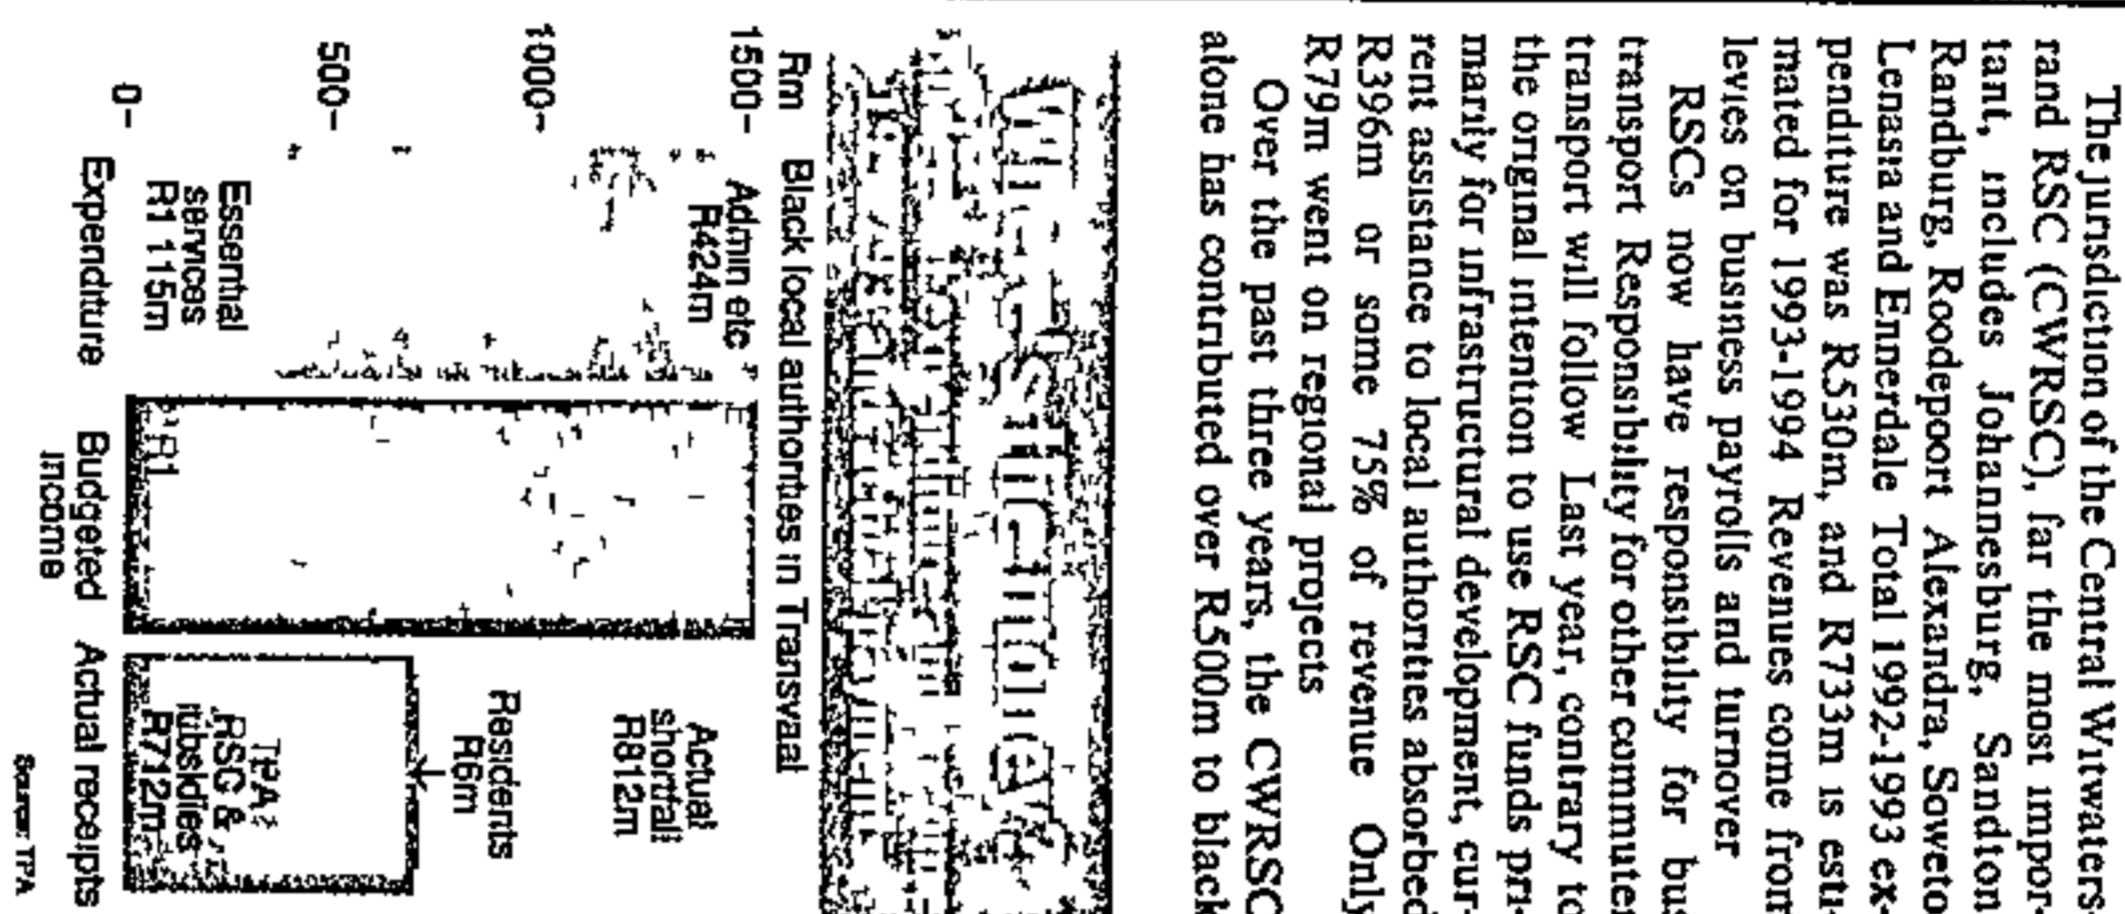 The jurisdiction of the Central Witwaters-
rand RSC (CWRSC), far the most impor-
tant, includes Johannesburg, Sandton
Randburg, Roodepoort Alexandra, Soweto
Lenasia and Ennerdale Total 1992-1993 ex-
penditure was R530m, and R733m is esti-
mated for 1993-1994 Revenues come from
levies on business payrolls and turnover
RSCs now have responsibility for bus
transport Responsibility for other commuter
transport will follow Last year, contrary to
the original intention to use RSC funds pri-
marily for infrastructural development, cur-
rent assistance to local authorities absorbed
R396m or some 75% of revenue Only
R79m went on regional projects
Over the past three years, the CWRSC
alone has contributed over R500m to black
Rm Black local authorities in Transvaal
1500-
1000-
500-
0-
Admin etc
R424m
Essential
services
R1 115m
Expenditure
Budgeted
income
Actual
shortfall
R812m
Residents
R6m
TPA
RSC &
subsidies
R712m
Actual receipts
Source: TPA